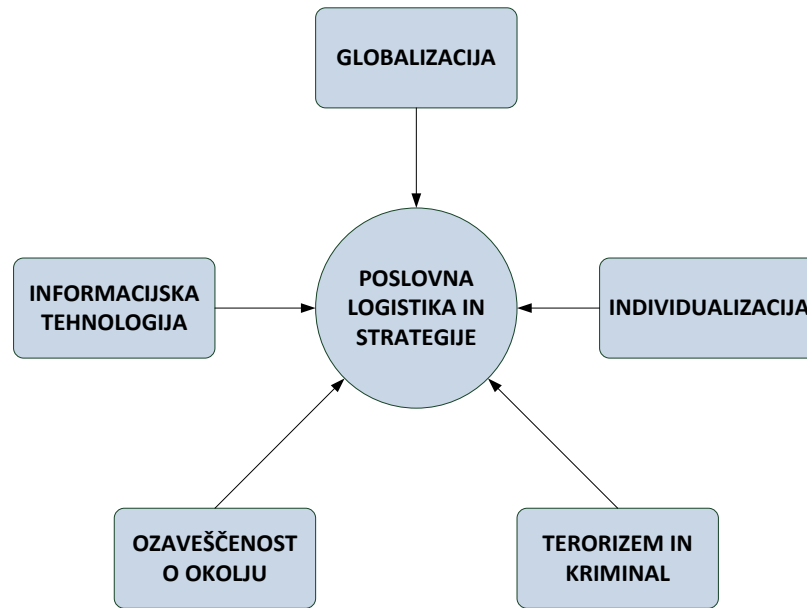 GLOBALIZACIJA
INFORMACIJSKA
TEHNOLOGIJA
POSLOVNA
LOGISTIKA IN
STRATEGIJE
INDIVIDUALIZACIJA
OZAVEŠČENOST
O OKOLJU
TERORIZEM IN
KRIMINAL